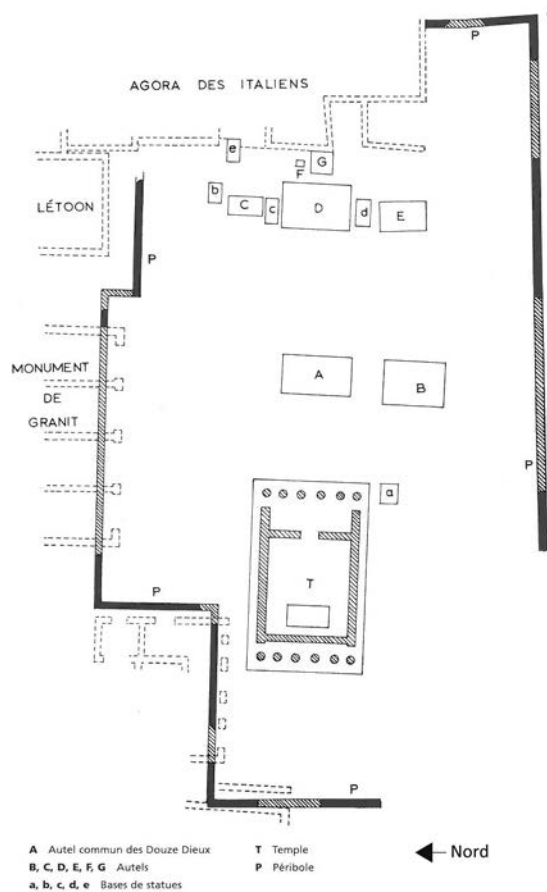 P
AGORA DES ITALIENS
e
F
G
b
C
c
D
d
E
LÉTOON
P
MONUMENT
DE
GRANIT
A
B
P
a
T
P
P
A Autel commun des Douze Dieux
B, C, D, E, F, G Autels
a, b, c, d, e Bases de statues
T Temple
P Péribole
Nord